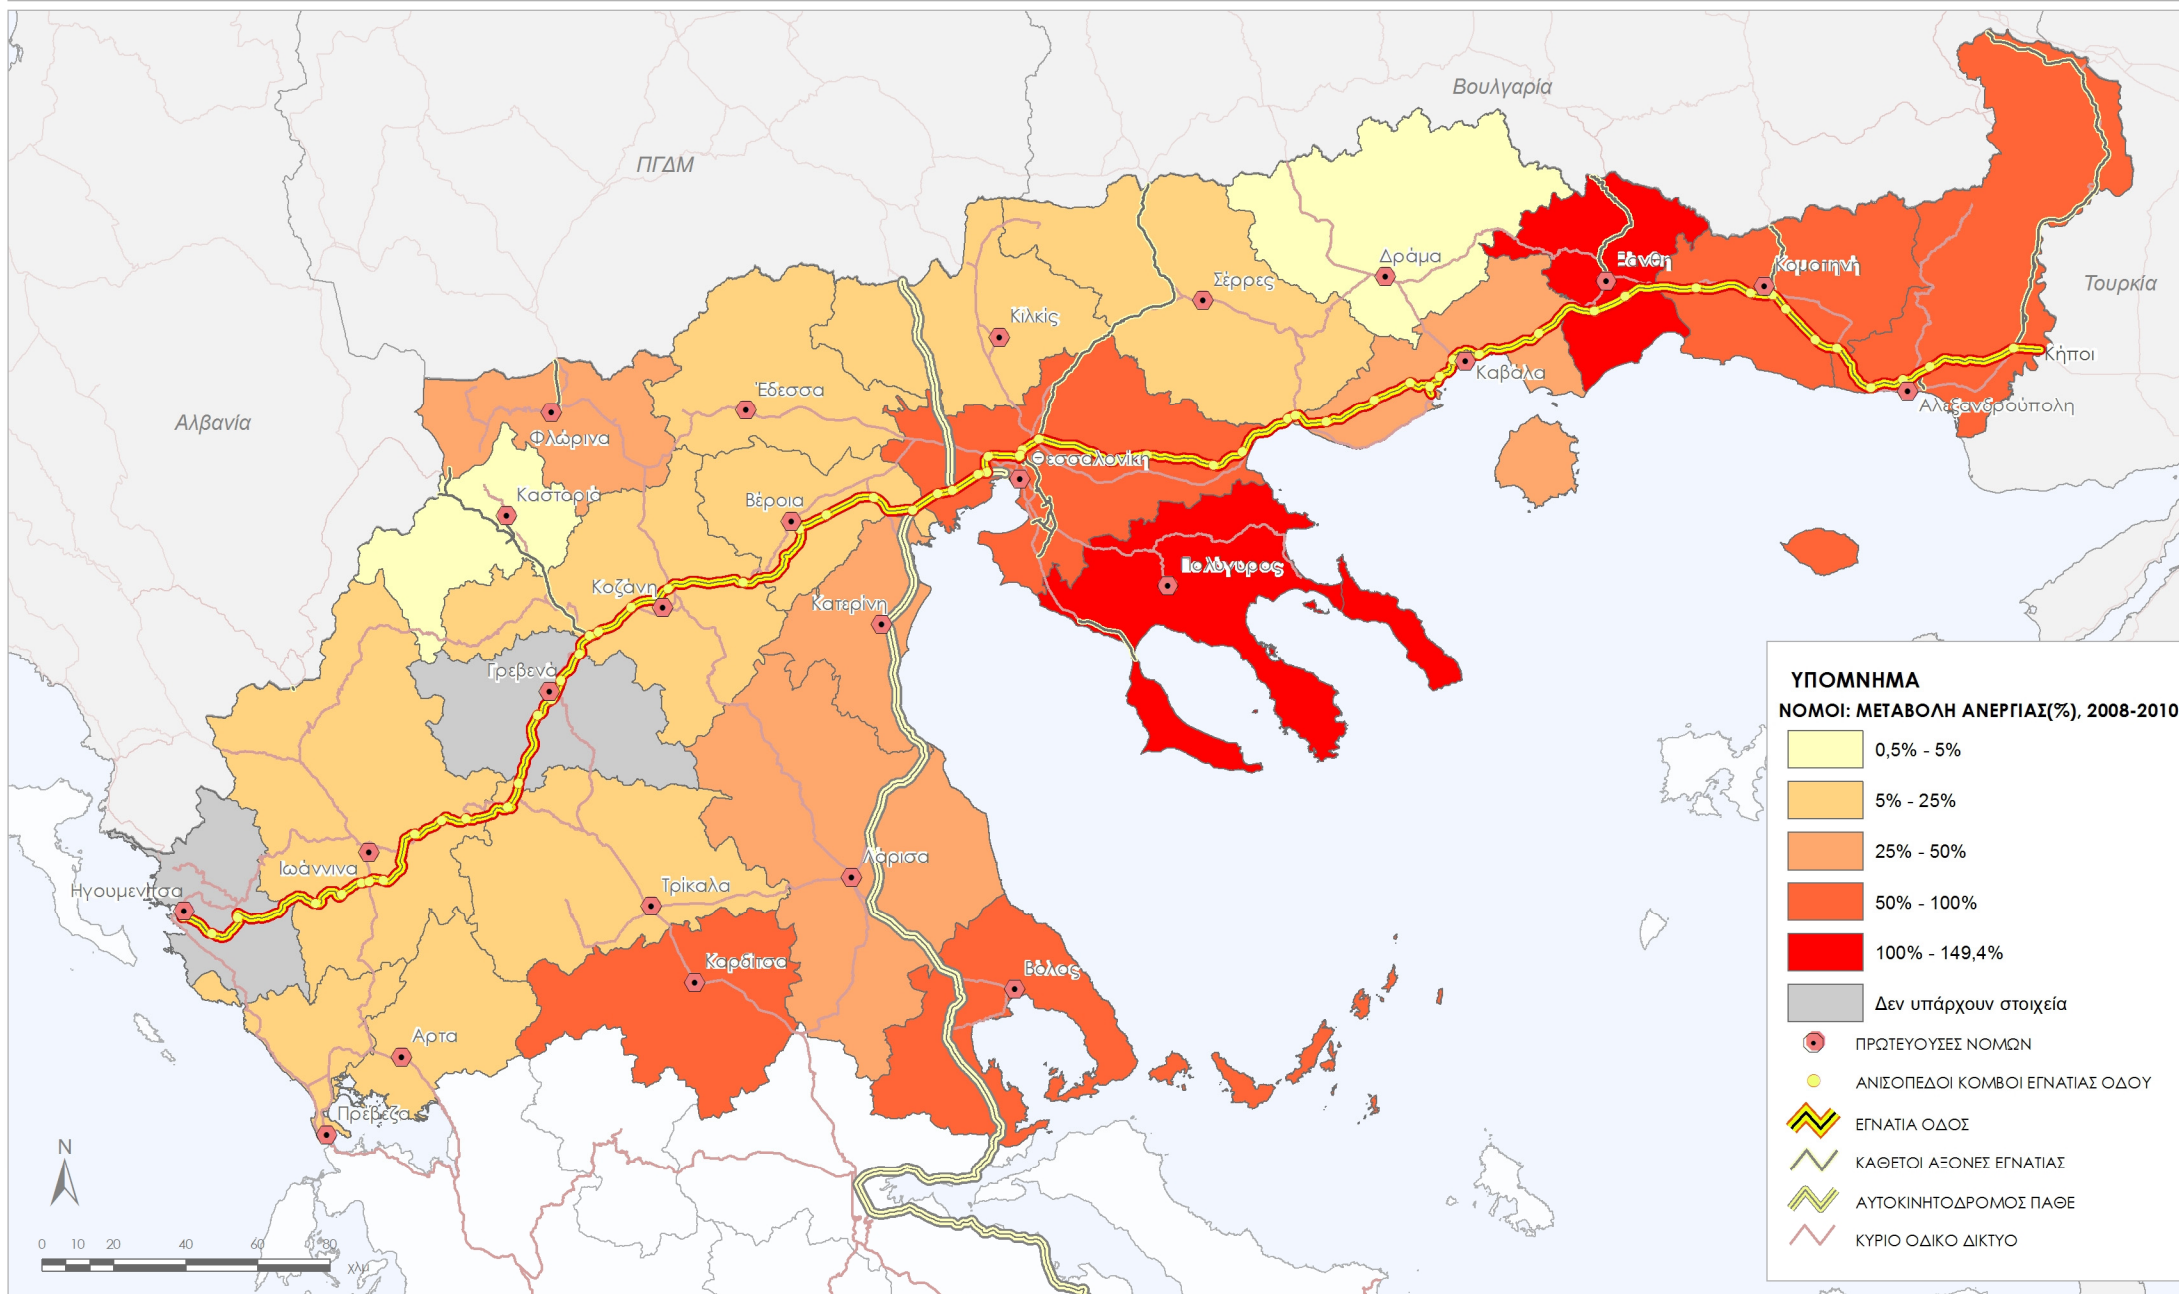 Βουλγαρία
ΠΓΔΜ
Τουρκία
Αλβανία
Δράμα
Ξάνθη
Κομοτηνή
Σέρρες
Κιλκίς
Κήποι
Καβάλα
Αλεξανδρούπολη
Έδεσσα
Φλώρινα
Θεσσαλονίκη
Καστοριά
Βέροια
Πολύγυρος
Κοζάνη
Κατερίνη
Γρεβενά
Λάρισα
Ιωάννινα
Τρίκαλα
Ηγουμενίτσα
Καρδίτσα
Βόλος
Αρτα
Πρέβεζα
N
0 10 20 40 60 80
χλμ
ΥΠΟΜΝΗΜΑ
ΝΟΜΟΙ: ΜΕΤΑΒΟΛΗ ΑΝΕΡΓΙΑΣ(%), 2008-2010
0,5% - 5%
5% - 25%
25% - 50%
50% - 100%
100% - 149,4%
Δεν υπάρχουν στοιχεία
ΠΡΩΤΕΥΟΥΣΕΣ ΝΟΜΩΝ
ΑΝΙΣΟΠΕΔΟΙ ΚΟΜΒΟΙ ΕΓΝΑΤΙΑΣ ΟΔΟΥ
ΕΓΝΑΤΙΑ ΟΔΟΣ
ΚΑΘΕΤΟΙ ΑΞΟΝΕΣ ΕΓΝΑΤΙΑΣ
ΑΥΤΟΚΙΝΗΤΟΔΡΟΜΟΣ ΠΑΘΕ
ΚΥΡΙΟ ΟΔΙΚΟ ΔΙΚΤΥΟ